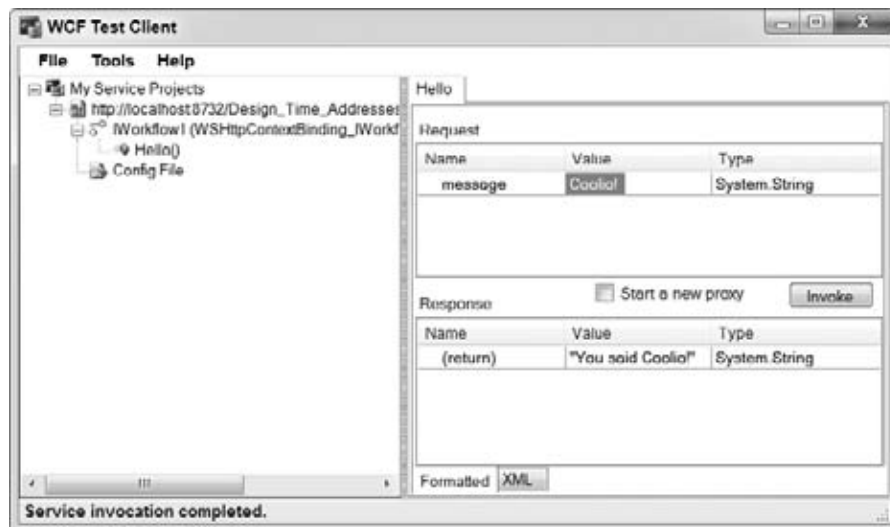 WCF Test Client
File Tools Help
My Service Projects
http://localhost:8732/Design_Time_Addresses
IWorkflow1 (WSHttpContextBinding_IWorkf
Hello()
Config File
Hello
Request
Name Value Type
message Coolio! System.String
Start a new proxy Invoke
Response
Name Value Type
(return) "You said Coolio!" System.String
Formatted XML
Service invocation completed.